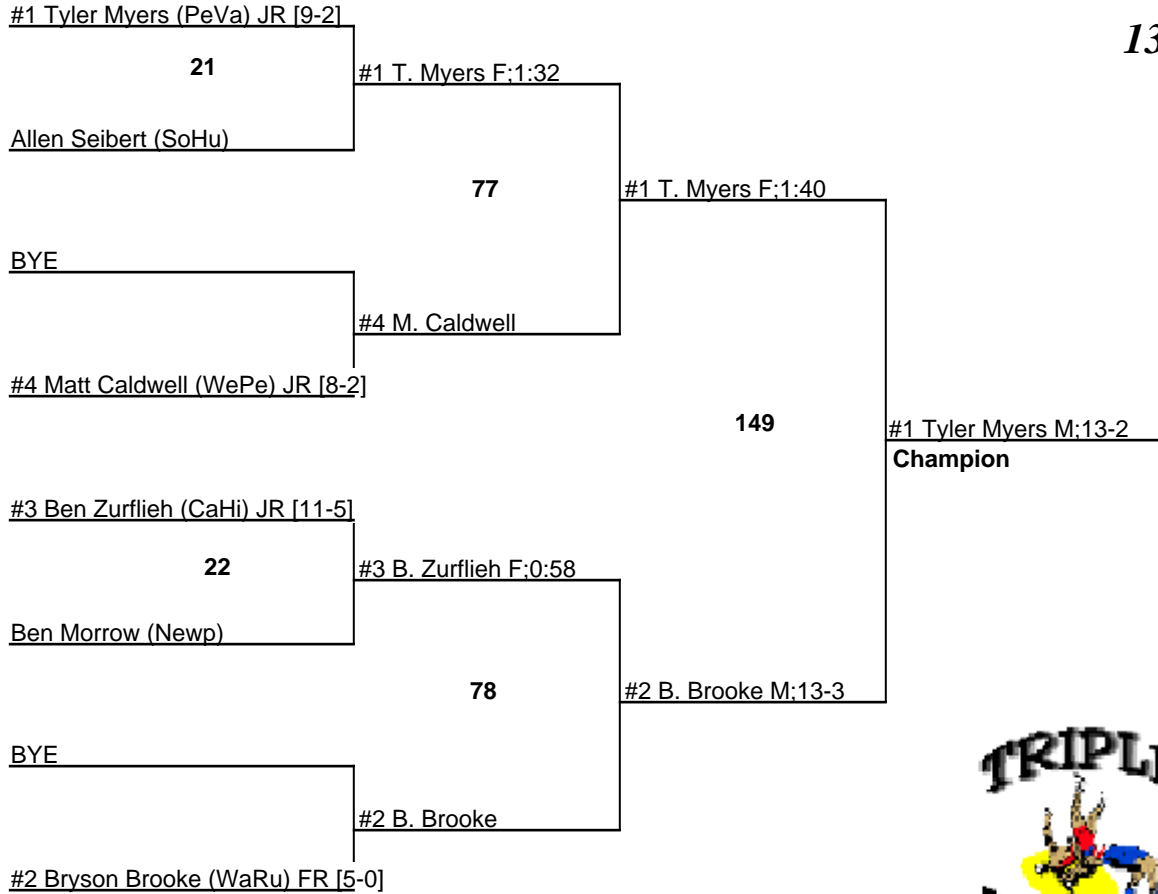 #1 Tyler Myers (PeVa) JR [9-2]
21
Allen Seibert (SoHu)
#1 T. Myers F;1:32
77
BYE
#4 M. Caldwell
#4 Matt Caldwell (WePe) JR [8-2]
#1 T. Myers F;1:40
149
#3 Ben Zurflieh (CaHi) JR [11-5]
22
Ben Morrow (Newp)
#3 B. Zurflieh F;0:58
78
BYE
#2 B. Brooke
#2 Bryson Brooke (WaRu) FR [5-0]
#2 B. Brooke M;13-3
#1 Tyler Myers M;13-2
Champion
13